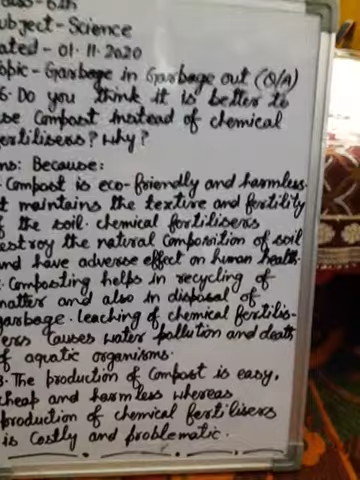 ass-6th
ubject-Science
ated-01.11.2020
opic-Garbage in Garbage out (Q/A)
6. Do you think it is better to
se Compost instead of chemical
ertilisers? Why?
ns: Because:
Compost is eco-friendly and harmless.
t maintains the texture and fertility
f the soil. chemical fertilisers
estroy the natural Composition of soil
nd have adverse effect on human health.
Composting helps in recycling of
matter and also in disposal of
garbage. leaching of chemical fertilis-
ers Causes water pollution and death
of aquatic organisms.
3. The production of Compost is easy,
cheap and harmless whereas
production of chemical fertilisers
is Costly and problematic.